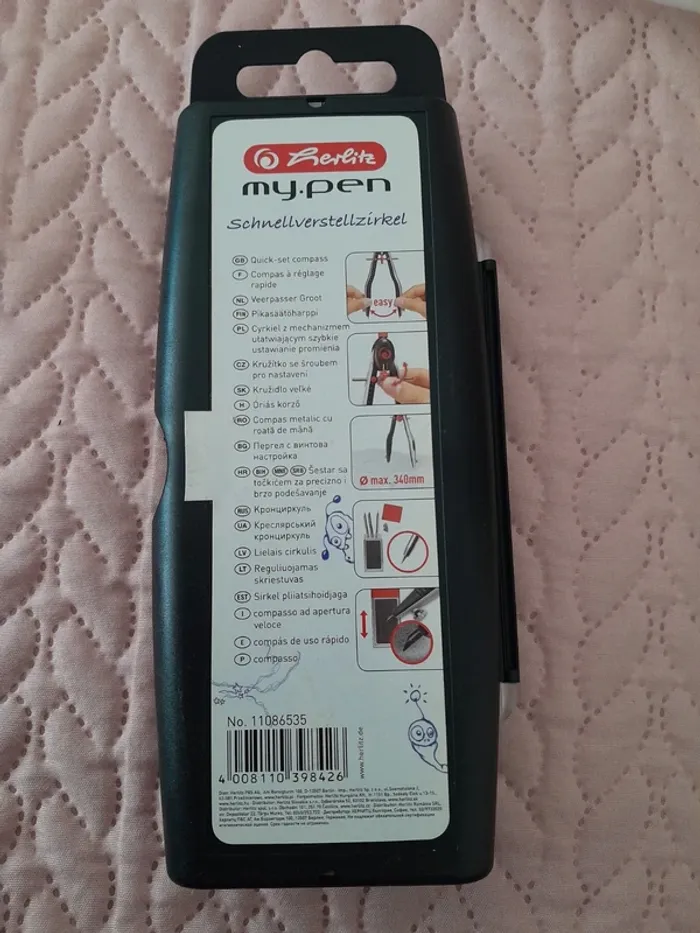 herlitz
my.pen
Schnellverstellzirkel
GB Quick-set compass
F Compas à réglage
rapide
NL Veerpasser Groot
FIN Pikasäätöharppi
PL Cyrkiel z mechanizmem
ułatwiającym szybkie
ustawianie promienia
CZ Kružítko se šroubem
pro nastavení
SK Kružidlo veľké
H Óriás körző
RO Compas metalic cu
roată de mână
BG Пергел с винтова
настройка
HR BIH MNE SRB Šestar sa
točkićem za precizno i
brzo podešavanje
RUS Кронциркуль
UA Креслярський
кронциркуль
LV Lielais cirkulis
LT Reguliuojamas
skriestuvas
EST Sirkel pliiatsihoidjaga
I compasso ad apertura
veloce
E compás de uso rápido
P compasso
easy
Ø max. 340mm
No. 11086535
4 008110 398426
www.herlitz.de